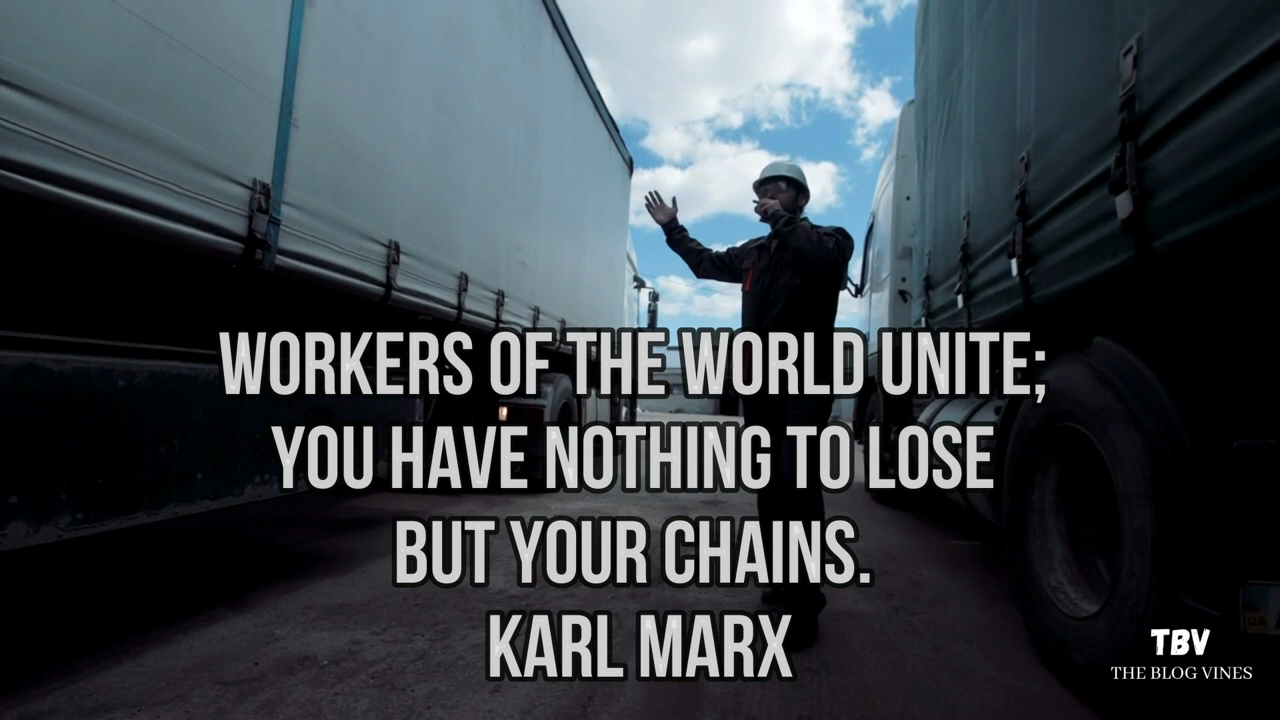 WORKERS OF THE WORLD UNITE;
YOU HAVE NOTHING TO LOSE
BUT YOUR CHAINS.
KARL MARX
TBV
THE BLOG VINES
UA